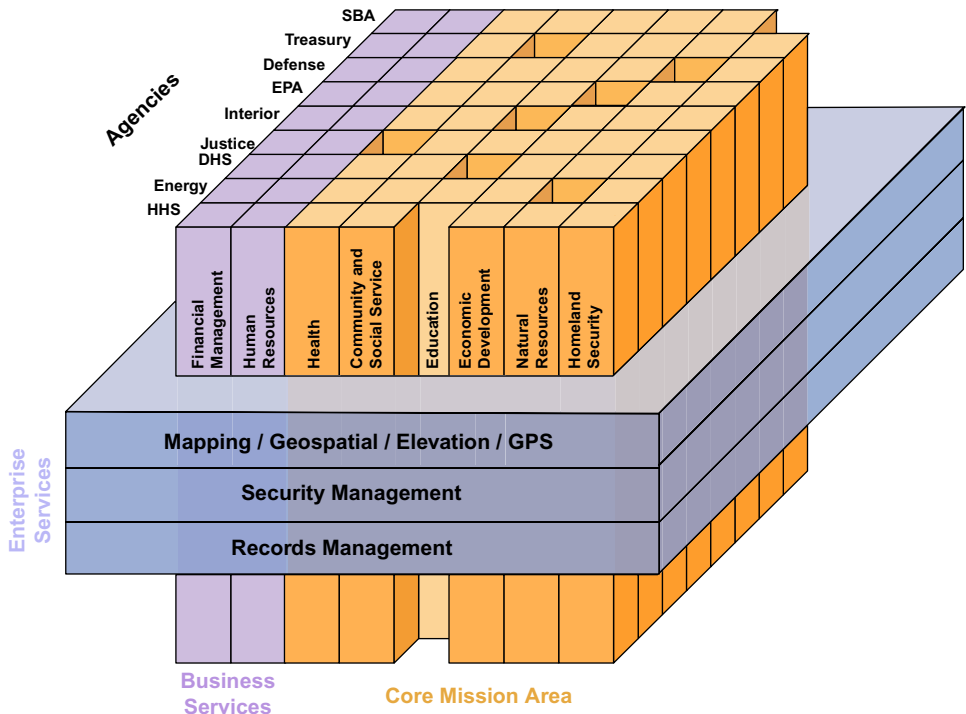 SBA
Treasury
Defense
EPA
Interior
Justice
DHS
Energy
HHS
Agencies
Financial
Management
Human
Resources
Health
Community and
Social Service
Education
Economic
Development
Natural
Resources
Homeland
Security
Mapping / Geospatial / Elevation / GPS
Security Management
Records Management
Enterprise
Services
Business
Services
Core Mission Area